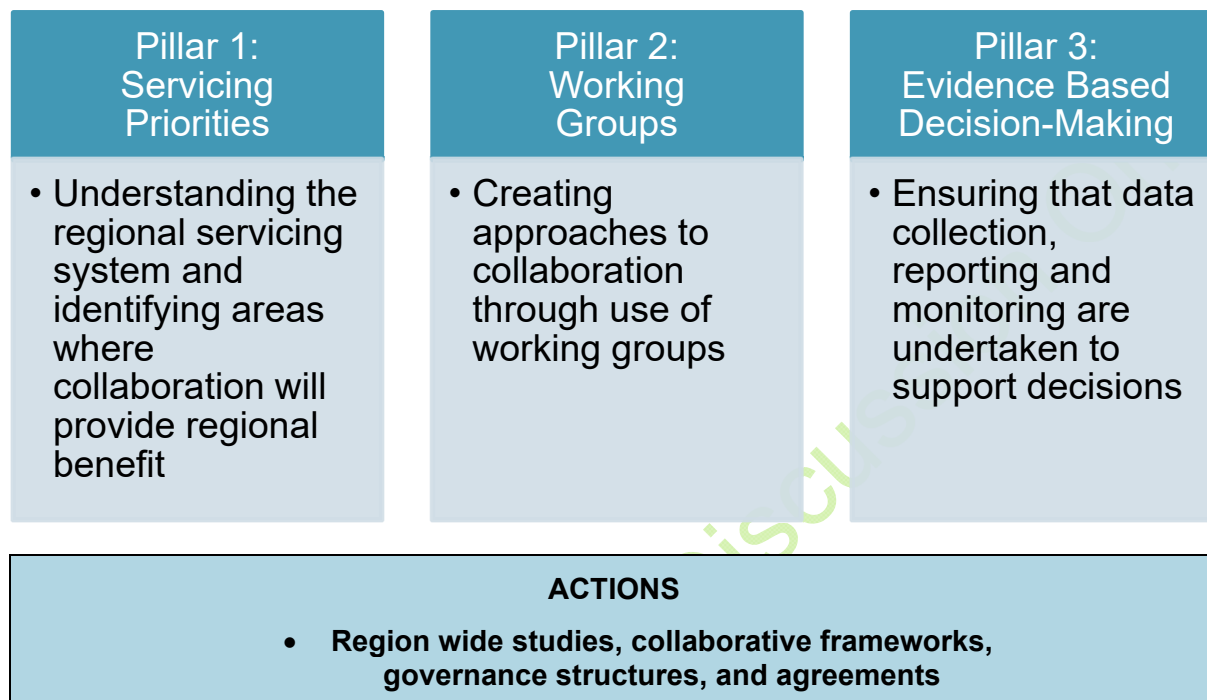 Pillar 1:
Servicing
Priorities
• Understanding the
regional servicing
system and
identifying areas
where
collaboration will
provide regional
benefit
Pillar 2:
Working
Groups
• Creating
approaches to
collaboration
through use of
working groups
Pillar 3:
Evidence Based
Decision-Making
• Ensuring that data
collection,
reporting and
monitoring are
undertaken to
support decisions
ACTIONS
• Region wide studies, collaborative frameworks,
governance structures, and agreements